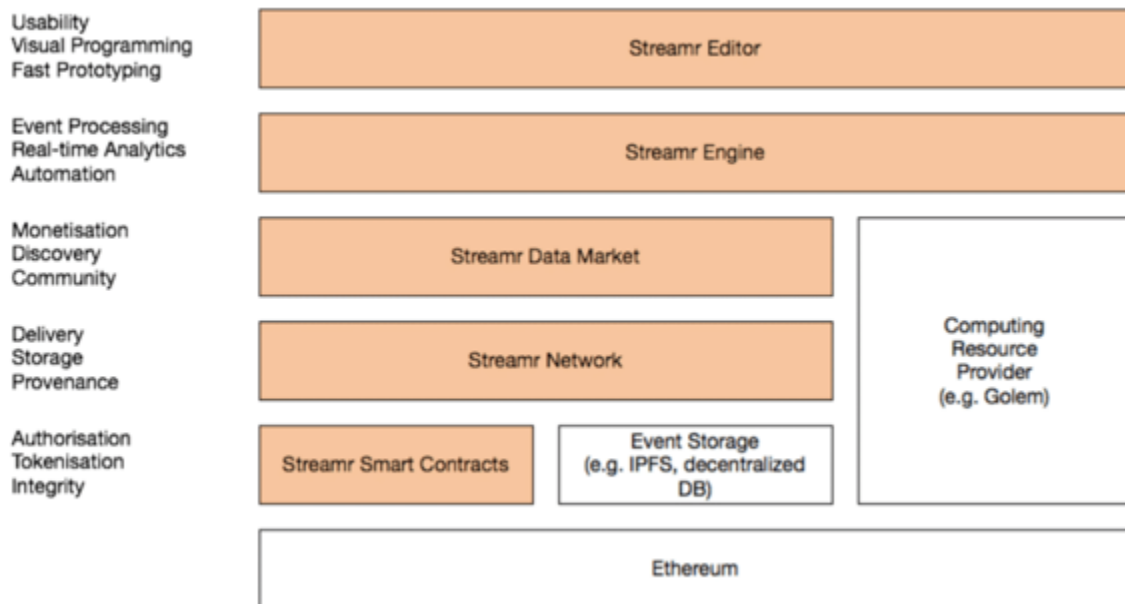 Usability
Visual Programming
Fast Prototyping
Streamr Editor
Event Processing
Real-time Analytics
Automation
Streamr Engine
Monetisation
Discovery
Community
Streamr Data Market
Delivery
Storage
Provenance
Streamr Network
Computing
Resource
Provider
(e.g. Golem)
Authorisation
Tokenisation
Integrity
Streamr Smart Contracts
Event Storage
(e.g. IPFS, decentralized
DB)
Ethereum